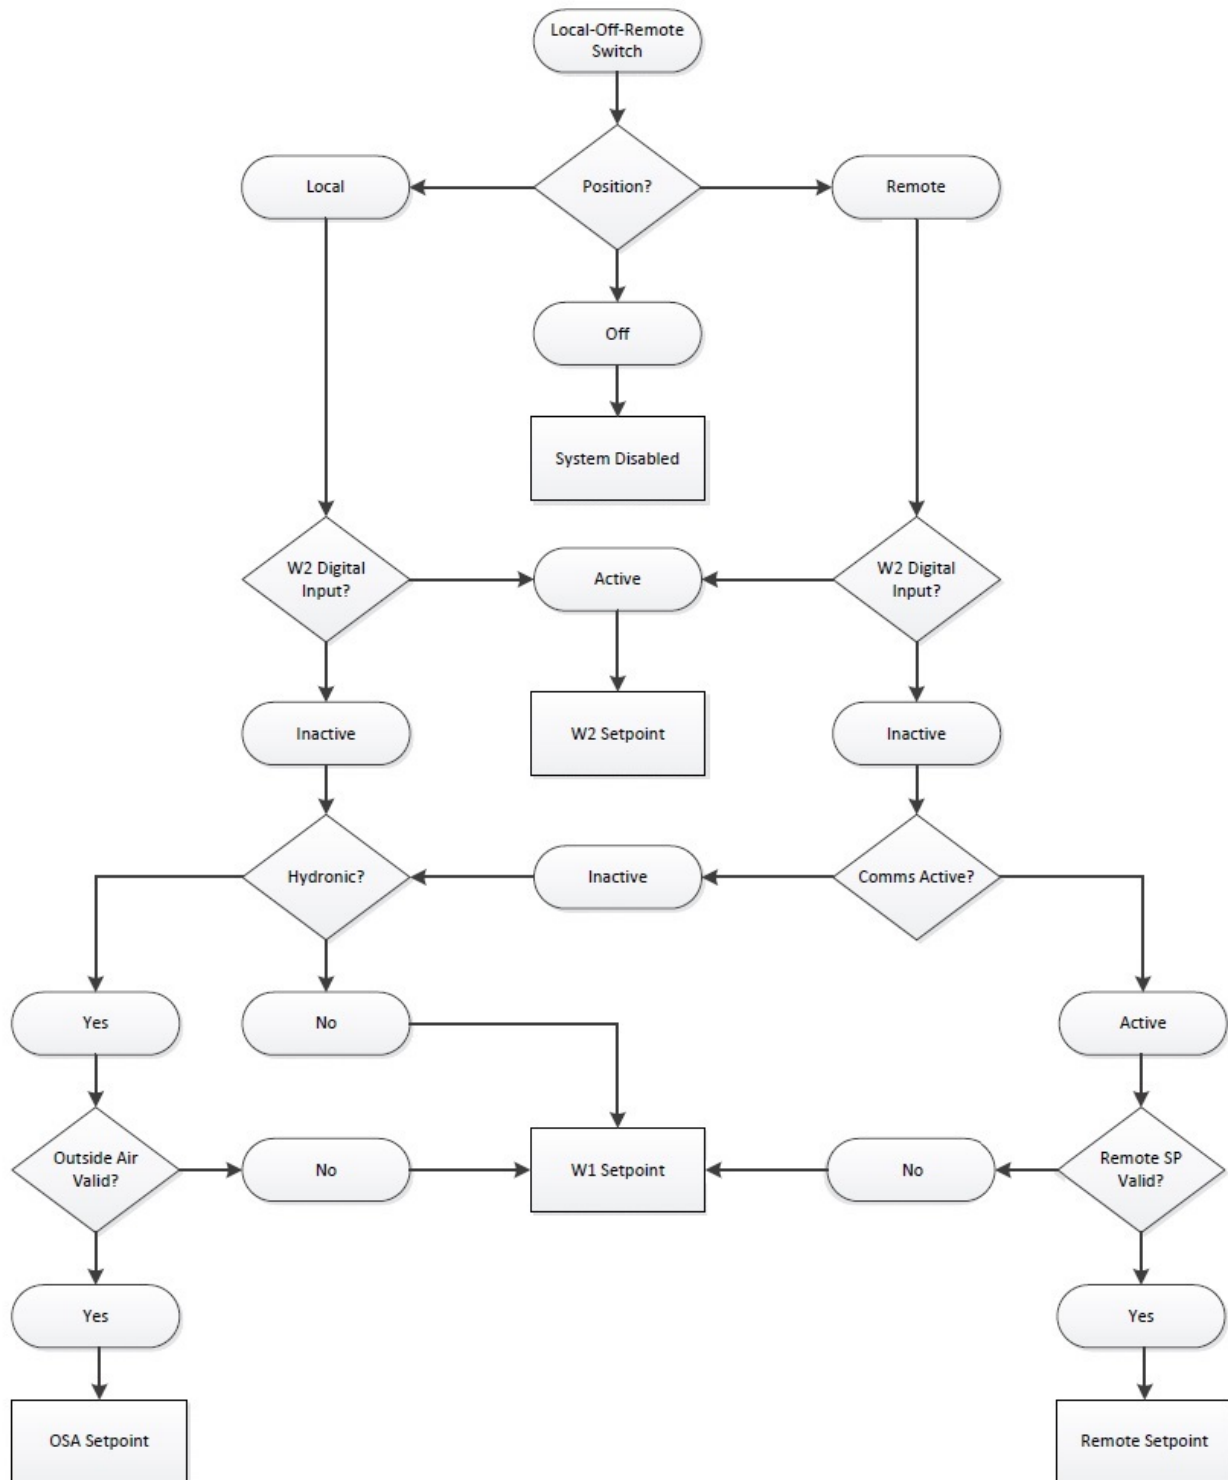 Local-Off-Remote
Switch
Local
Position?
Remote
Off
System Disabled
W2 Digital
Input?
Active
W2 Digital
Input?
Inactive
W2 Setpoint
Inactive
Hydronic?
Inactive
Comms Active?
Yes
No
Active
Outside Air
Valid?
No
W1 Setpoint
No
Remote SP
Valid?
Yes
Yes
OSA Setpoint
Remote Setpoint